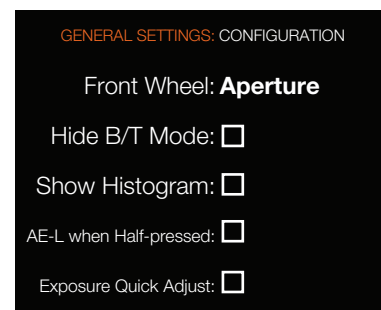 GENERAL SETTINGS: CONFIGURATION
Front Wheel: Aperture
Hide B/T Mode:
Show Histogram:
AE-L when Half-pressed:
Exposure Quick Adjust: